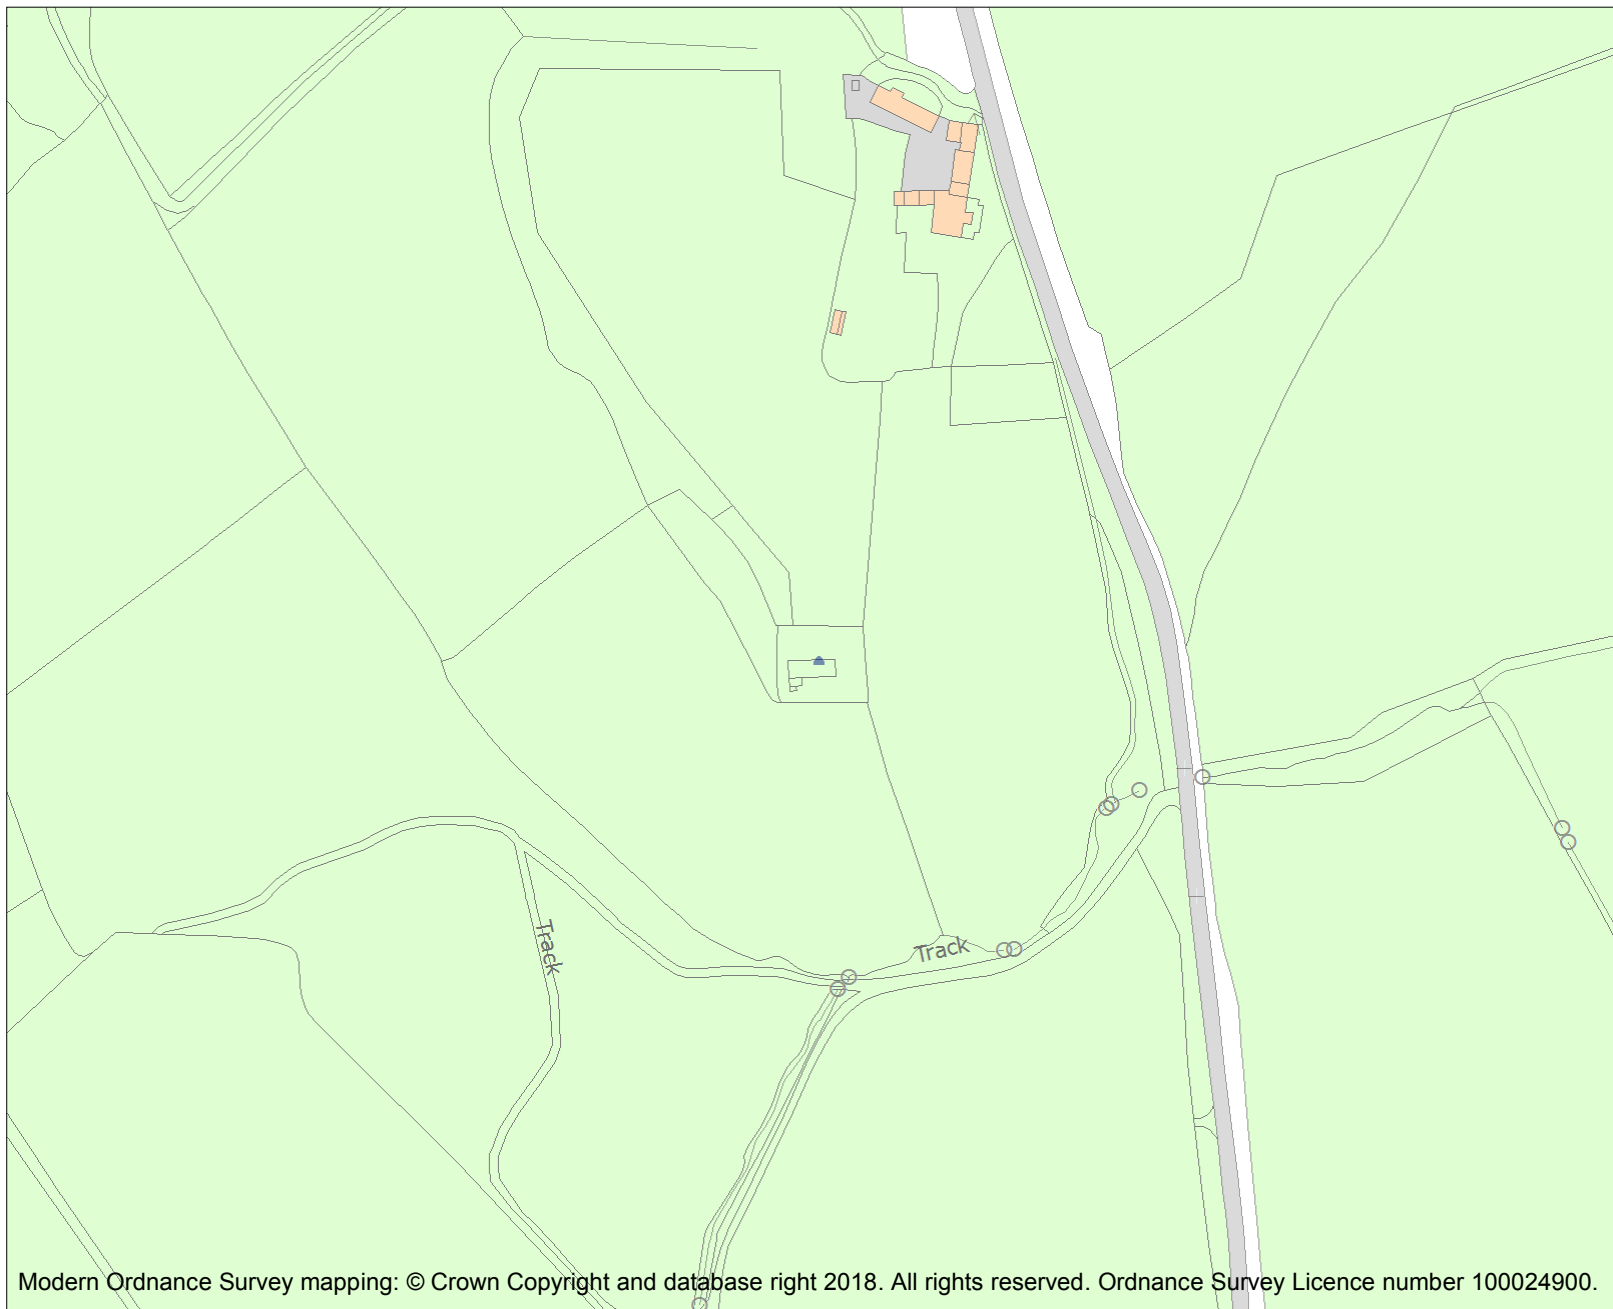 Track
Track
Modern Ordnance Survey mapping: © Crown Copyright and database right 2018. All rights reserved. Ordnance Survey Licence number 100024900.